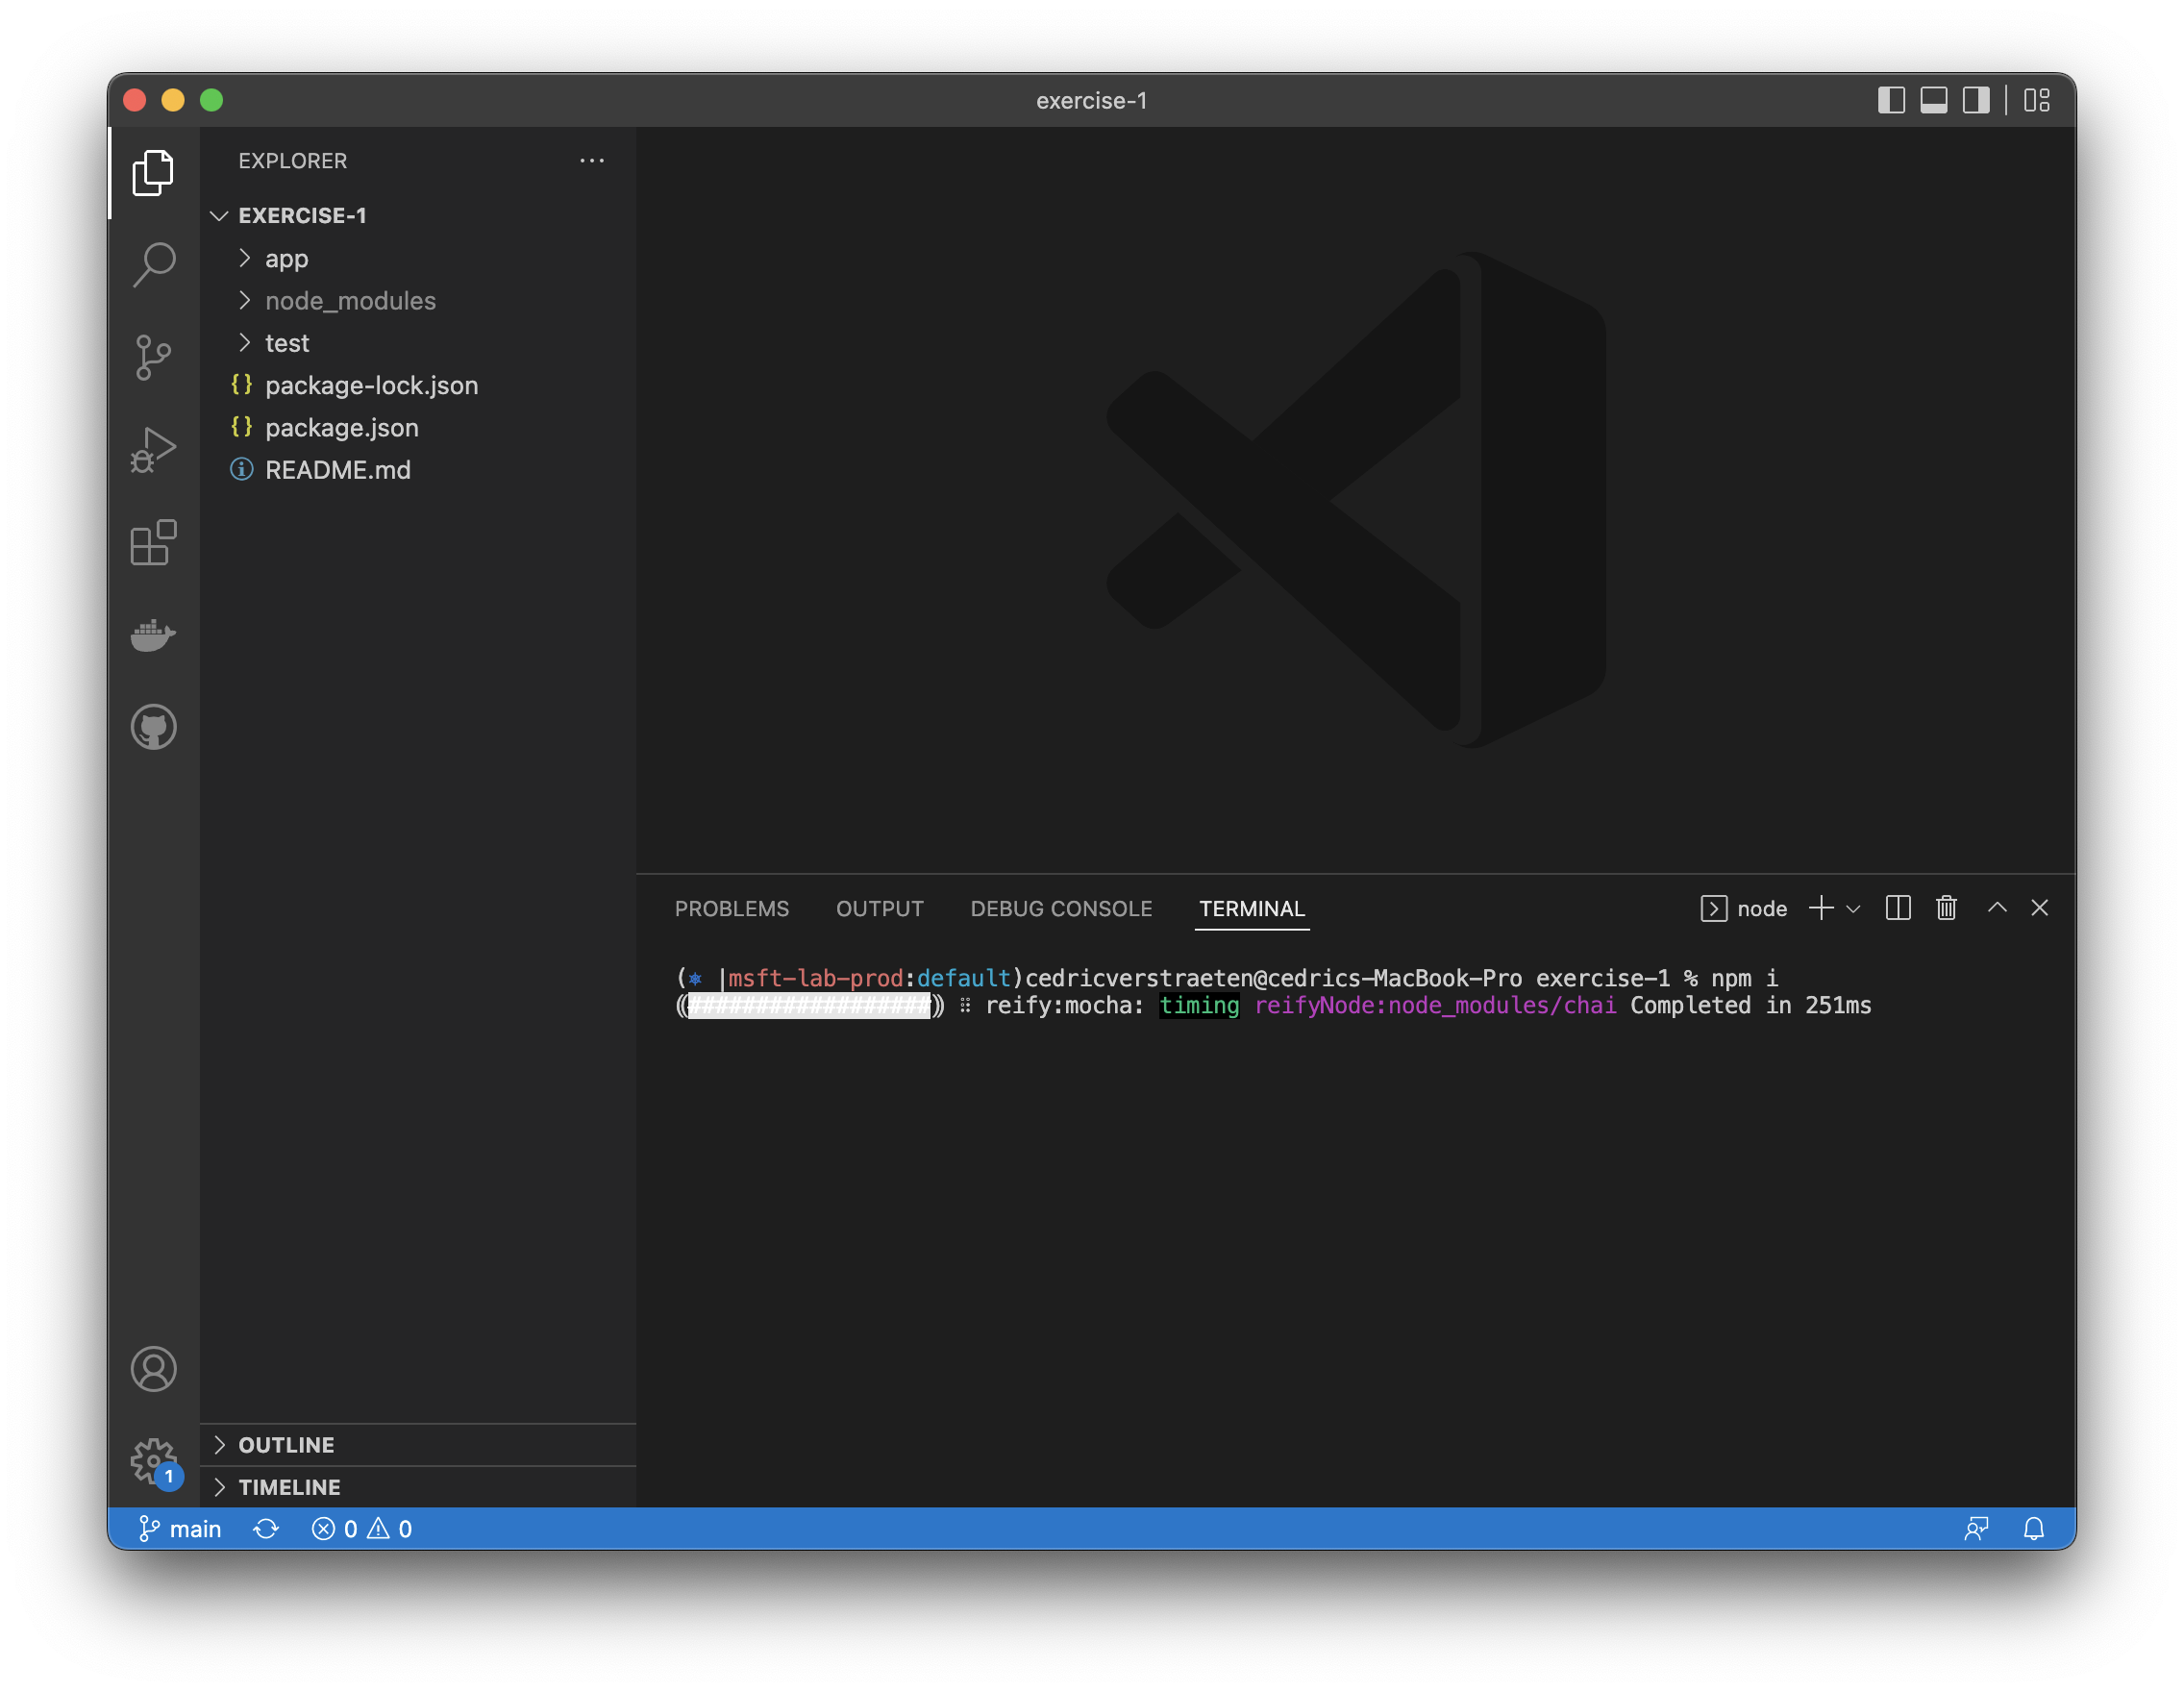 exercise-1
EXPLORER
EXERCISE-1
app
node_modules
test
{} package-lock.json
{} package.json
README.md
OUTLINE
TIMELINE
PROBLEMS OUTPUT DEBUG CONSOLE TERMINAL node
(⎈ |msft-lab-prod:default)cedricverstraeten@cedrics-MacBook-Pro exercise-1 % npm i
(##################) ⠿ reify:mocha: timing reifyNode:node_modules/chai Completed in 251ms
1
main 0 0